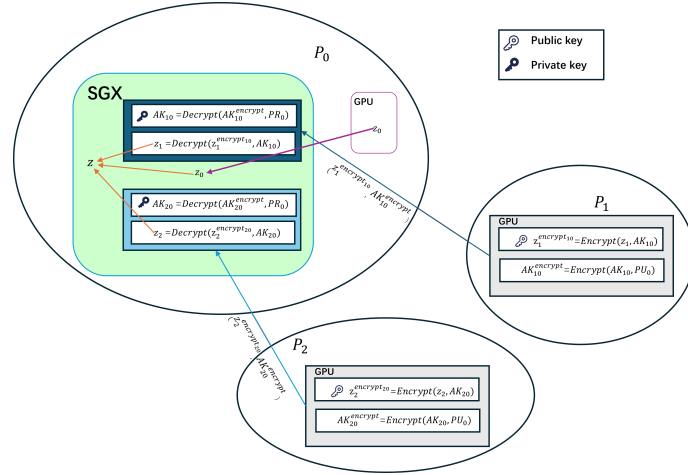 P₀
Public key
Private key
SGX
GPU
AK₁₀ =Decrypt(AK₁₀^encrypt, PR₀)
z₁ =Decrypt(z₁^encrypt₁₀, AK₁₀)
z₀
z
z₀
AK₂₀ =Decrypt(AK₂₀^encrypt, PR₀)
z₂ =Decrypt(z₂^encrypt₂₀, AK₂₀)
(z₁^encrypt₁₀, AK₁₀^encrypt)
P₁
GPU
z₁^encrypt₁₀=Encrypt(z₁, AK₁₀)
AK₁₀^encrypt=Encrypt(AK₁₀, PU₀)
(z₂^encrypt₂₀, AK₂₀^encrypt)
P₂
GPU
z₂^encrypt₂₀=Encrypt(z₂, AK₂₀)
AK₂₀^encrypt=Encrypt(AK₂₀, PU₀)